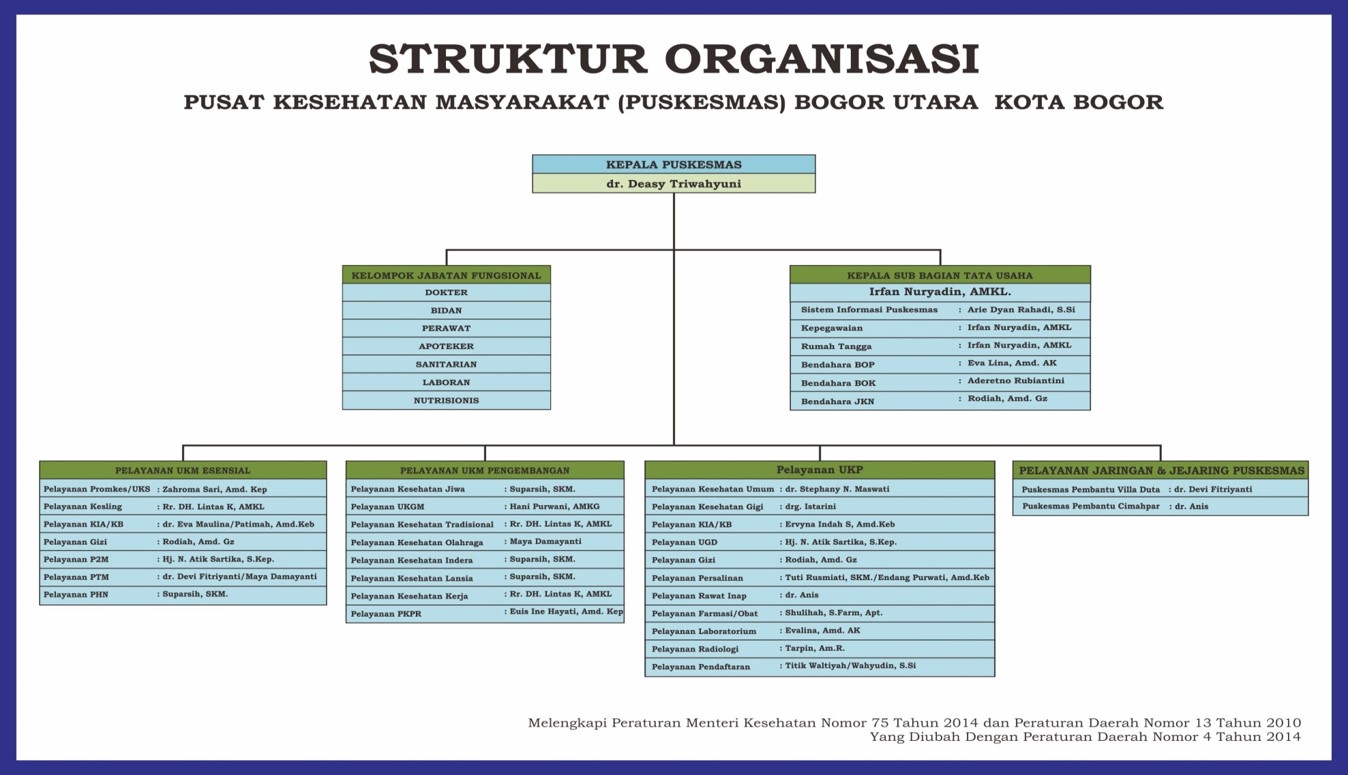 STRUKTUR ORGANISASI
PUSAT KESEHATAN MASYARAKAT (PUSKESMAS) BOGOR UTARA KOTA BOGOR
KEPALA PUSKESMAS
dr. Deasy Triwahyuni
KELOMPOK JABATAN FUNGSIONAL
DOKTER
BIDAN
PERAWAT
APOTEKER
SANITARIAN
LABORAN
NUTRISIONIS
KEPALA SUB BAGIAN TATA USAHA
Irfan Nuryadin, AMKL.
Sistem Informasi Puskesmas : Arie Dyan Rahadi, S.Si
Kepegawaian : Irfan Nuryadin, AMKL
Rumah Tangga : Irfan Nuryadin, AMKL
Bendahara BOP : Eva Lina, Amd. AK
Bendahara BOK : Aderetno Rubiantini
Bendahara JKN : Rodiah, Amd. Gz
PELAYANAN UKM ESENSIAL
Pelayanan Promkes/UKS : Zahroma Sari, Amd. Kep
Pelayanan Kesling : Rr. DH. Lintas K, AMKL
Pelayanan KIA/KB : dr. Eva Maulina/Patimah, Amd.Keb
Pelayanan Gizi : Rodiah, Amd. Gz
Pelayanan P2M : Hj. N. Atik Sartika, S.Kep.
Pelayanan PTM : dr. Devi Fitriyanti/Maya Damayanti
Pelayanan PHN : Suparsih, SKM.
PELAYANAN UKM PENGEMBANGAN
Pelayanan Kesehatan Jiwa : Suparsih, SKM.
Pelayanan UKGM : Hani Purwani, AMKG
Pelayanan Kesehatan Tradisional : Rr. DH. Lintas K, AMKL
Pelayanan Kesehatan Olahraga : Maya Damayanti
Pelayanan Kesehatan Indera : Suparsih, SKM.
Pelayanan Kesehatan Lansia : Suparsih, SKM.
Pelayanan Kesehatan Kerja : Rr. DH. Lintas K, AMKL
Pelayanan PKPR : Euis Ine Hayati, Amd. Kep
Pelayanan UKP
Pelayanan Kesehatan Umum : dr. Stephany N. Maswati
Pelayanan Kesehatan Gigi : drg. Istarini
Pelayanan KIA/KB : Ervyna Indah S, Amd.Keb
Pelayanan UGD : Hj. N. Atik Sartika, S.Kep.
Pelayanan Gizi : Rodiah, Amd. Gz
Pelayanan Persalinan : Tuti Rusmiati, SKM./Endang Purwati, Amd.Keb
Pelayanan Rawat Inap : dr. Anis
Pelayanan Farmasi/Obat : Shulihah, S.Farm, Apt.
Pelayanan Laboratorium : Evalina, Amd. AK
Pelayanan Radiologi : Tarpin, Am.R.
Pelayanan Pendaftaran : Titik Waltiyah/Wahyudin, S.Si
PELAYANAN JARINGAN & JEJARING PUSKESMAS
Puskesmas Pembantu Villa Duta : dr. Devi Fitriyanti
Puskesmas Pembantu Cimahpar : dr. Anis
Melengkapi Peraturan Menteri Kesehatan Nomor 75 Tahun 2014 dan Peraturan Daerah Nomor 13 Tahun 2010
Yang Diubah Dengan Peraturan Daerah Nomor 4 Tahun 2014